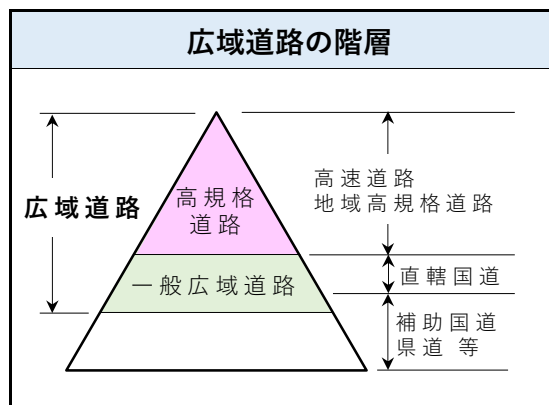 広域道路の階層
広域道路
高規格
道路
一般広域道路
高速道路
地域高規格道路
直轄国道
補助国道
県道 等